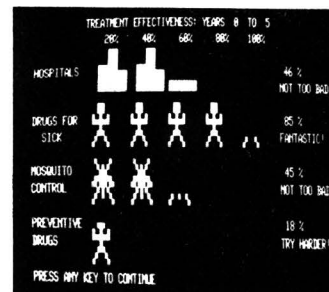 TREATMENT EFFECTIVENESS: YEARS 0 TO 5
20% 40% 60% 80% 100%
HOSPITALS 46 %
NOT TOO BAD
DRUGS FOR 85 %
SICK FANTASTIC!
MOSQUITO 45 %
CONTROL NOT TOO BAD
PREVENTIVE 18 %
DRUGS TRY HARDER!
PRESS ANY KEY TO CONTINUE